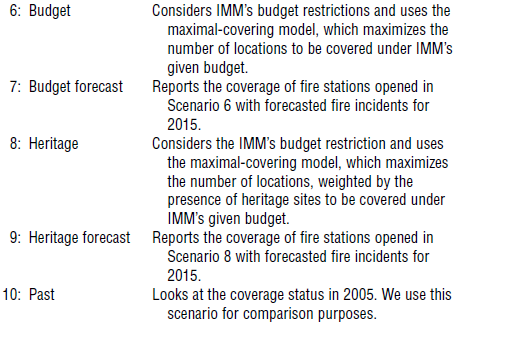 6: Budget Considers IMM's budget restrictions and uses the
maximal-covering model, which maximizes the
number of locations to be covered under IMM's
given budget.
7: Budget forecast Reports the coverage of fire stations opened in
Scenario 6 with forecasted fire incidents for
2015.
8: Heritage Considers the IMM's budget restriction and uses
the maximal-covering model, which maximizes
the number of locations, weighted by the
presence of heritage sites to be covered under
IMM's given budget.
9: Heritage forecast Reports the coverage of fire stations opened in
Scenario 8 with forecasted fire incidents for
2015.
10: Past Looks at the coverage status in 2005. We use this
scenario for comparison purposes.